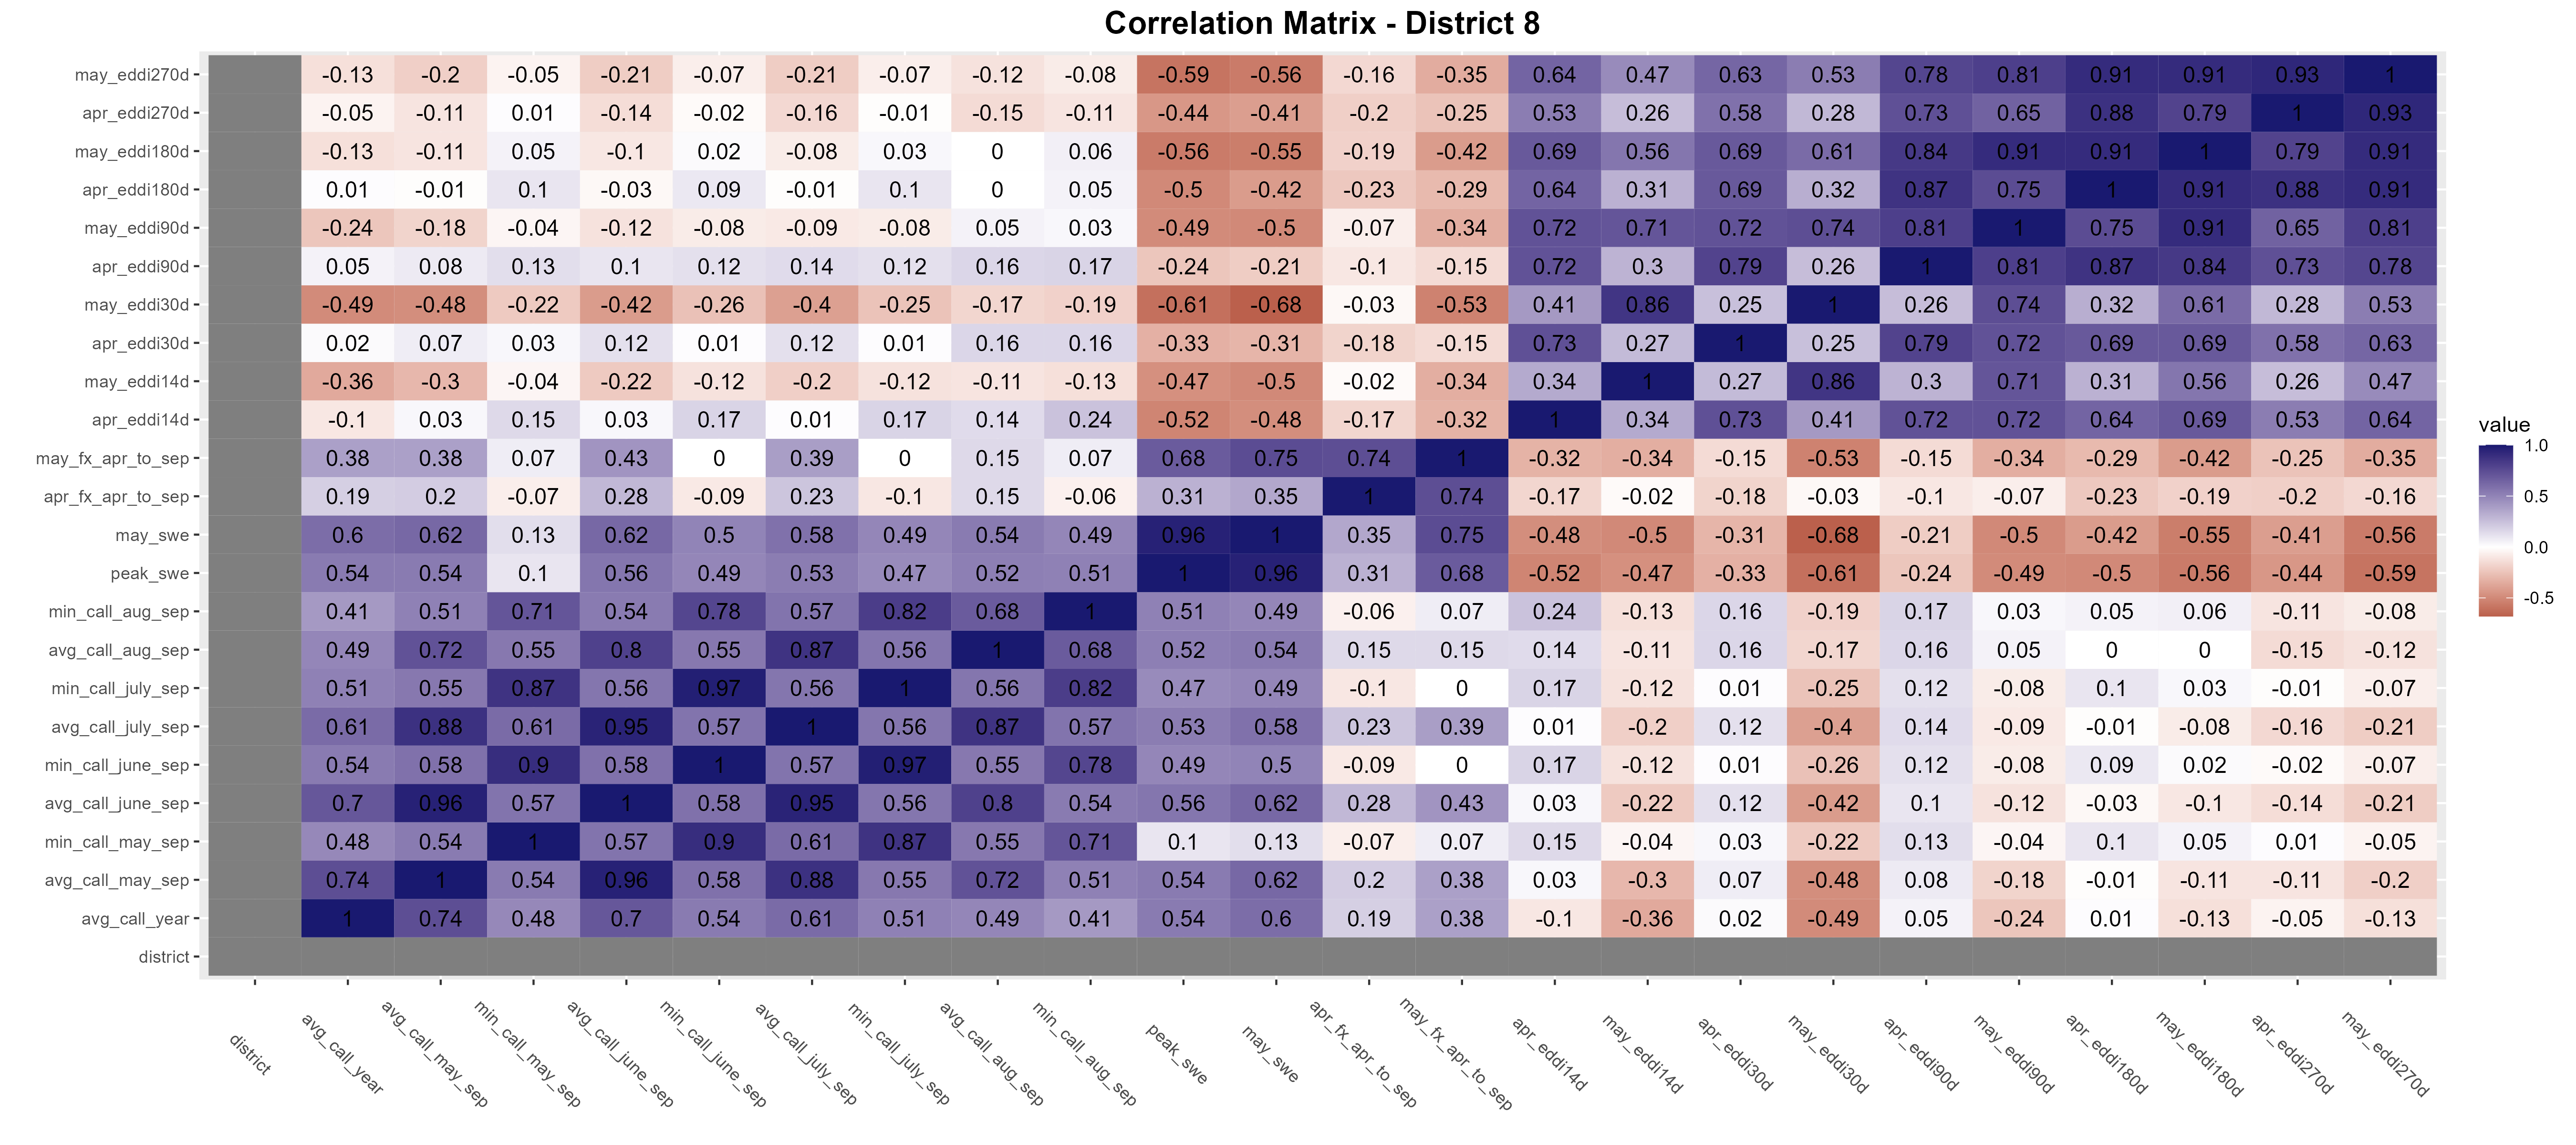 Correlation Matrix - District 8
may_eddi270d -0.13 -0.2 -0.05 -0.21 -0.07 -0.21 -0.07 -0.12 -0.08 -0.59 -0.56 -0.16 -0.35 0.64 0.47 0.63 0.53 0.78 0.81 0.91 0.91 0.93 1
apr_eddi270d -0.05 -0.11 0.01 -0.14 -0.02 -0.16 -0.01 -0.15 -0.11 -0.44 -0.41 -0.2 -0.25 0.53 0.26 0.58 0.28 0.73 0.65 0.88 0.79 1 0.93
may_eddi180d -0.13 -0.11 0.05 -0.1 0.02 -0.08 0.03 0 0.06 -0.56 -0.55 -0.19 -0.42 0.69 0.56 0.69 0.61 0.84 0.91 0.91 1 0.79 0.91
apr_eddi180d 0.01 -0.01 0.1 -0.03 0.09 -0.01 0.1 0 0.05 -0.5 -0.42 -0.23 -0.29 0.64 0.31 0.69 0.32 0.87 0.75 1 0.91 0.88 0.91
may_eddi90d -0.24 -0.18 -0.04 -0.12 -0.08 -0.09 -0.08 0.05 0.03 -0.49 -0.5 -0.07 -0.34 0.72 0.71 0.72 0.74 0.81 1 0.75 0.91 0.65 0.81
apr_eddi90d 0.05 0.08 0.13 0.1 0.12 0.14 0.12 0.16 0.17 -0.24 -0.21 -0.1 -0.15 0.72 0.3 0.79 0.26 1 0.81 0.87 0.84 0.73 0.78
may_eddi30d -0.49 -0.48 -0.22 -0.42 -0.26 -0.4 -0.25 -0.17 -0.19 -0.61 -0.68 -0.03 -0.53 0.41 0.86 0.25 1 0.26 0.74 0.32 0.61 0.28 0.53
apr_eddi30d 0.02 0.07 0.03 0.12 0.01 0.12 0.01 0.16 0.16 -0.33 -0.31 -0.18 -0.15 0.73 0.27 1 0.25 0.79 0.72 0.69 0.69 0.58 0.63
may_eddi14d -0.36 -0.3 -0.04 -0.22 -0.12 -0.2 -0.12 -0.11 -0.13 -0.47 -0.5 -0.02 -0.34 0.34 1 0.27 0.86 0.3 0.71 0.31 0.56 0.26 0.47
apr_eddi14d -0.1 0.03 0.15 0.03 0.17 0.01 0.17 0.14 0.24 -0.52 -0.48 -0.17 -0.32 1 0.34 0.73 0.41 0.72 0.72 0.64 0.69 0.53 0.64
may_fx_apr_to_sep 0.38 0.38 0.07 0.43 0 0.39 0 0.15 0.07 0.68 0.75 0.74 1 -0.32 -0.34 -0.15 -0.53 -0.15 -0.34 -0.29 -0.42 -0.25 -0.35
apr_fx_apr_to_sep 0.19 0.2 -0.07 0.28 -0.09 0.23 -0.1 0.15 -0.06 0.31 0.35 1 0.74 -0.17 -0.02 -0.18 -0.03 -0.1 -0.07 -0.23 -0.19 -0.2 -0.16
may_swe 0.6 0.62 0.13 0.62 0.5 0.58 0.49 0.54 0.49 0.96 1 0.35 0.75 -0.48 -0.5 -0.31 -0.68 -0.21 -0.5 -0.42 -0.55 -0.41 -0.56
peak_swe 0.54 0.54 0.1 0.56 0.49 0.53 0.47 0.52 0.51 1 0.96 0.31 0.68 -0.52 -0.47 -0.33 -0.61 -0.24 -0.49 -0.5 -0.56 -0.44 -0.59
min_call_aug_sep 0.41 0.51 0.71 0.54 0.78 0.57 0.82 0.68 1 0.51 0.49 -0.06 0.07 0.24 -0.13 0.16 -0.19 0.17 0.03 0.05 0.06 -0.11 -0.08
avg_call_aug_sep 0.49 0.72 0.55 0.8 0.55 0.87 0.56 1 0.68 0.52 0.54 0.15 0.15 0.14 -0.11 0.16 -0.17 0.16 0.05 0 0 -0.15 -0.12
min_call_july_sep 0.51 0.55 0.87 0.56 0.97 0.56 1 0.56 0.82 0.47 0.49 -0.1 0 0.17 -0.12 0.01 -0.25 0.12 -0.08 0.1 0.03 -0.01 -0.07
avg_call_july_sep 0.61 0.88 0.61 0.95 0.57 1 0.56 0.87 0.57 0.53 0.58 0.23 0.39 0.01 -0.2 0.12 -0.4 0.14 -0.09 -0.01 -0.08 -0.16 -0.21
min_call_june_sep 0.54 0.58 0.9 0.58 1 0.57 0.97 0.55 0.78 0.49 0.5 -0.09 0 0.17 -0.12 0.01 -0.26 0.12 -0.08 0.09 0.02 -0.02 -0.07
avg_call_june_sep 0.7 0.96 0.57 1 0.58 0.95 0.56 0.8 0.54 0.56 0.62 0.28 0.43 0.03 -0.22 0.12 -0.42 0.1 -0.12 -0.03 -0.1 -0.14 -0.21
min_call_may_sep 0.48 0.54 1 0.57 0.9 0.61 0.87 0.55 0.71 0.1 0.13 -0.07 0.07 0.15 -0.04 0.03 -0.22 0.13 -0.04 0.1 0.05 0.01 -0.05
avg_call_may_sep 0.74 1 0.54 0.96 0.58 0.88 0.55 0.72 0.51 0.54 0.62 0.2 0.38 0.03 -0.3 0.07 -0.48 0.08 -0.18 -0.01 -0.11 -0.11 -0.2
avg_call_year 1 0.74 0.48 0.7 0.54 0.61 0.51 0.49 0.41 0.54 0.6 0.19 0.38 -0.1 -0.36 0.02 -0.49 0.05 -0.24 0.01 -0.13 -0.05 -0.13
district
district avg_call_year avg_call_may_sep min_call_may_sep avg_call_june_sep min_call_june_sep avg_call_july_sep min_call_july_sep avg_call_aug_sep min_call_aug_sep peak_swe may_swe apr_fx_apr_to_sep may_fx_apr_to_sep apr_eddi14d may_eddi14d apr_eddi30d may_eddi30d apr_eddi90d may_eddi90d apr_eddi180d may_eddi180d apr_eddi270d may_eddi270d
value
1.0
0.5
0.0
-0.5